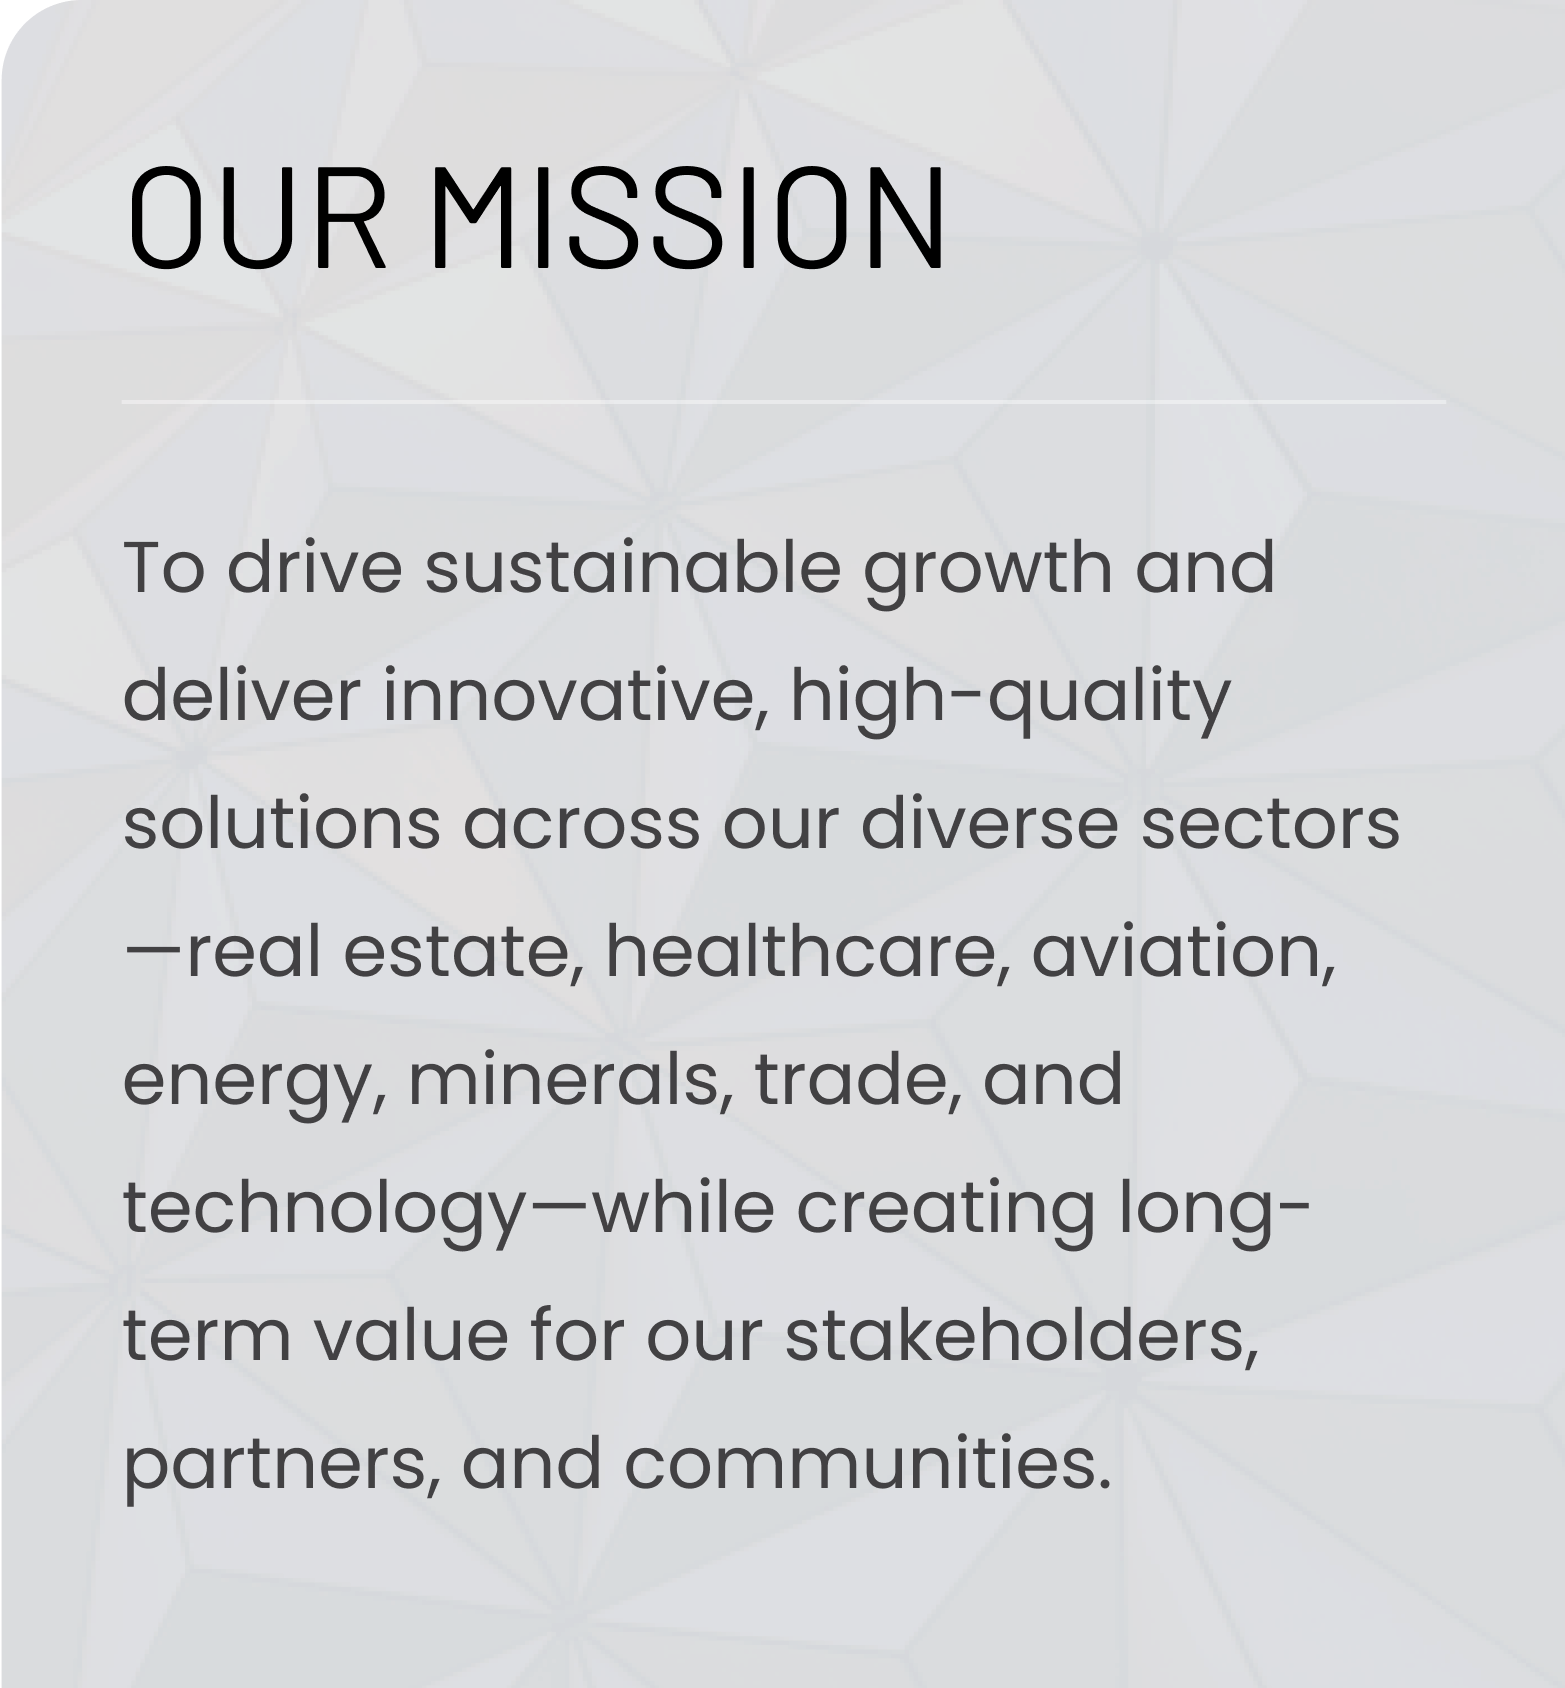 OUR MISSION
To drive sustainable growth and
deliver innovative, high-quality
solutions across our diverse sectors
—real estate, healthcare, aviation,
energy, minerals, trade, and
technology—while creating long-
term value for our stakeholders,
partners, and communities.